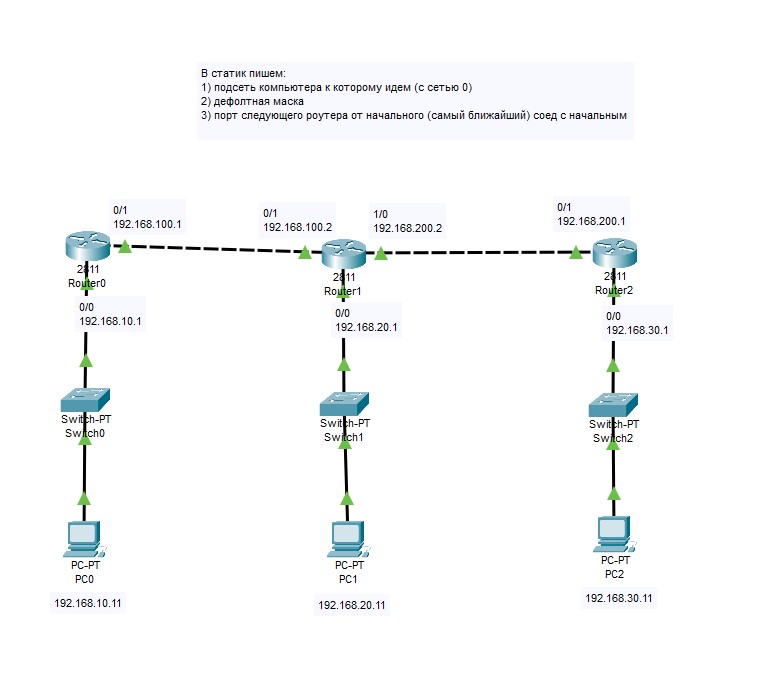 В статик пишем:
1) подсеть компьютера к которому идем (с сетью 0)
2) дефолтная маска
3) порт следующего роутера от начального (самый ближайший) соед с начальным
0/1
192.168.100.1
0/1
192.168.100.2
1/0
192.168.200.2
0/1
192.168.200.1
2811
Router0
2811
Router1
2811
Router2
0/0
192.168.10.1
0/0
192.168.20.1
0/0
192.168.30.1
Switch-PT
Switch0
Switch-PT
Switch1
Switch-PT
Switch2
PC-PT
PC0
PC-PT
PC1
PC-PT
PC2
192.168.10.11
192.168.20.11
192.168.30.11